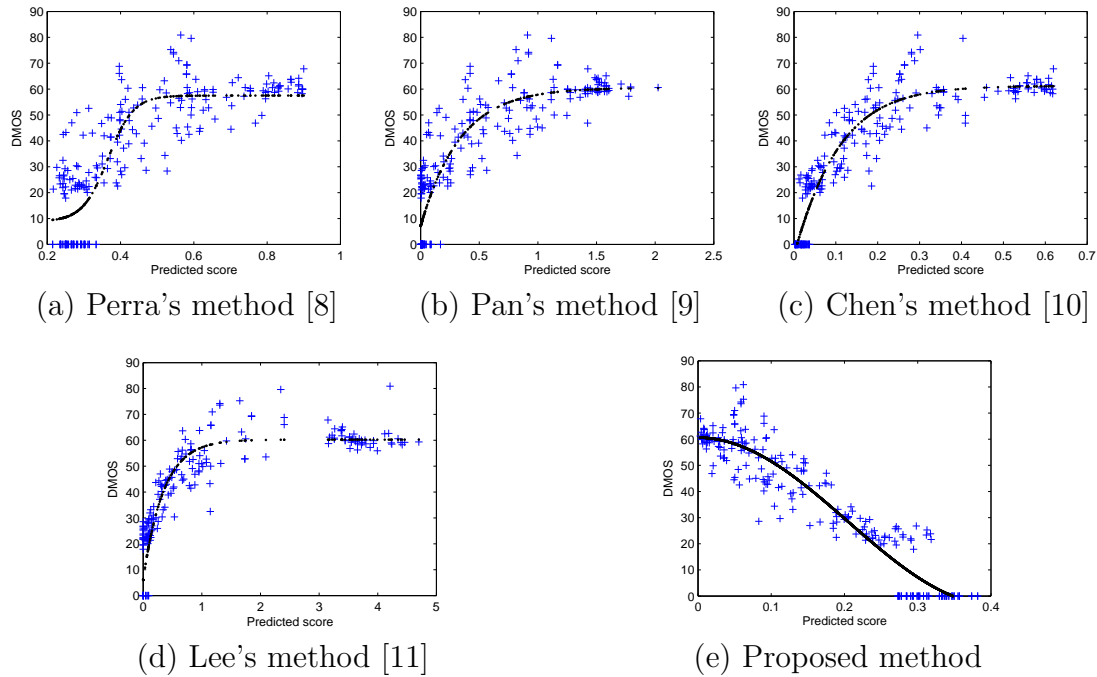 90
80
70
60
50
40
30
20
10
0
DMOS
0.2 0.4 0.6 0.8 1
Predicted score
(a) Perra's method [8]
90
80
70
60
50
40
30
20
10
0
DMOS
0 0.5 1 1.5 2 2.5
Predicted score
(b) Pan's method [9]
90
80
70
60
50
40
30
20
10
0
DMOS
0 0.1 0.2 0.3 0.4 0.5 0.6 0.7
Predicted score
(c) Chen's method [10]
90
80
70
60
50
40
30
20
10
0
DMOS
0 1 2 3 4 5
Predicted score
(d) Lee's method [11]
90
80
70
60
50
40
30
20
10
0
DMOS
0 0.1 0.2 0.3 0.4
Predicted score
(e) Proposed method